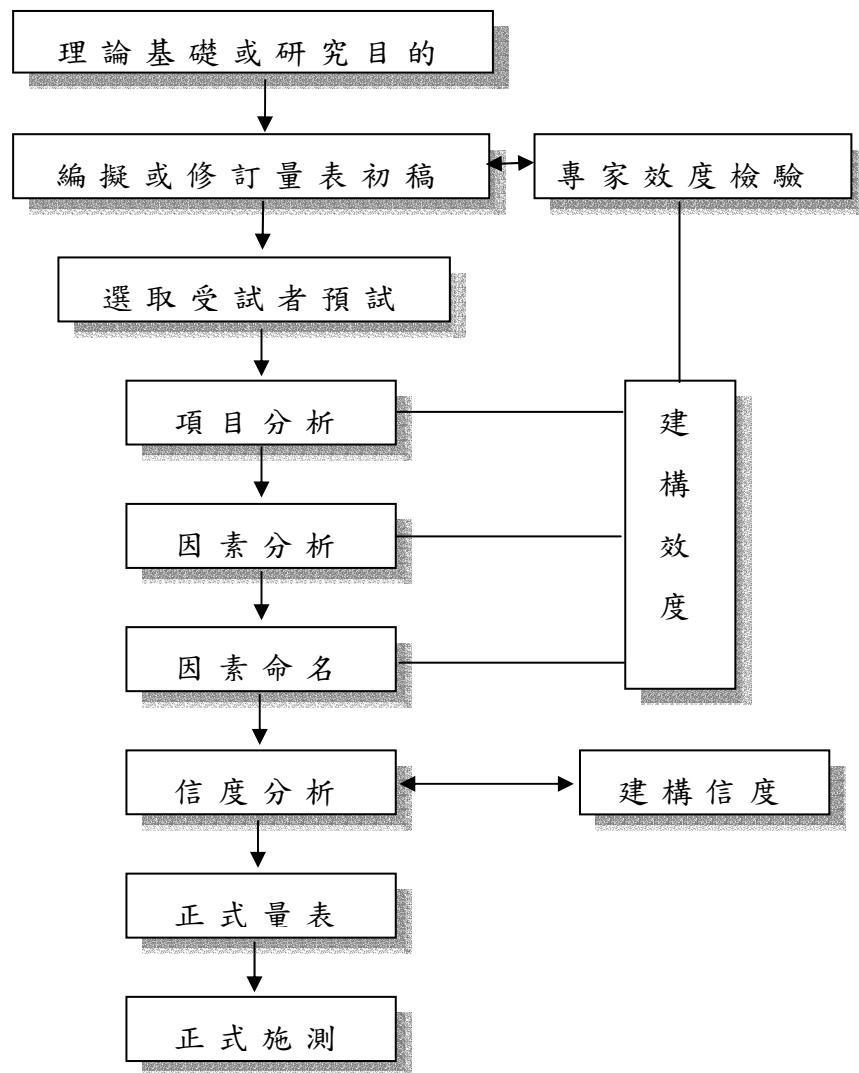 理論基礎或研究目的
編擬或修訂量表初稿
專家效度檢驗
選取受試者預試
項目分析
建構效度
因素分析
因素命名
信度分析
建構信度
正式量表
正式施測